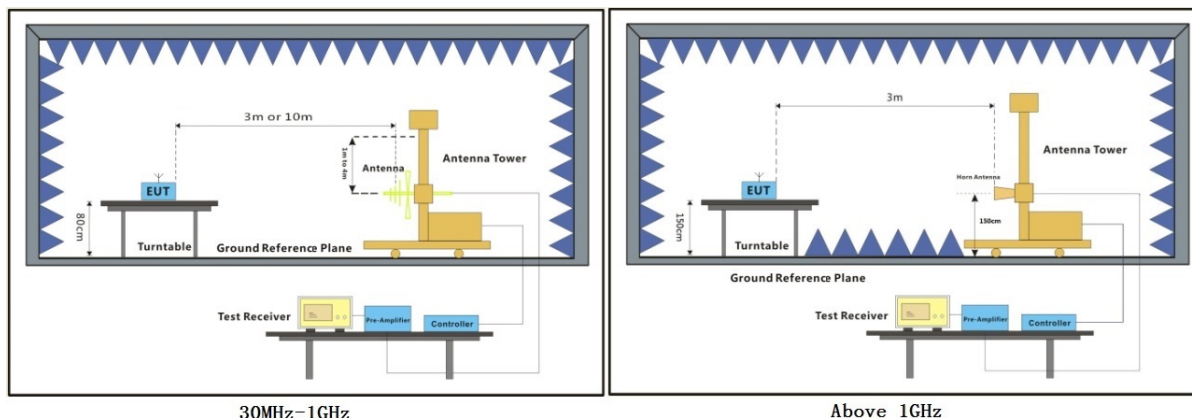 3m or 10m
1m to 4m
Antenna
Antenna Tower
EUT
80cm
Turntable
Ground Reference Plane
Test Receiver
Pre-Amplifier
Controller
30MHz-1GHz
3m
Antenna Tower
Horn Antenna
EUT
150cm
150cm
Turntable
Ground Reference Plane
Test Receiver
Pre-Amplifier
Controller
Above 1GHz